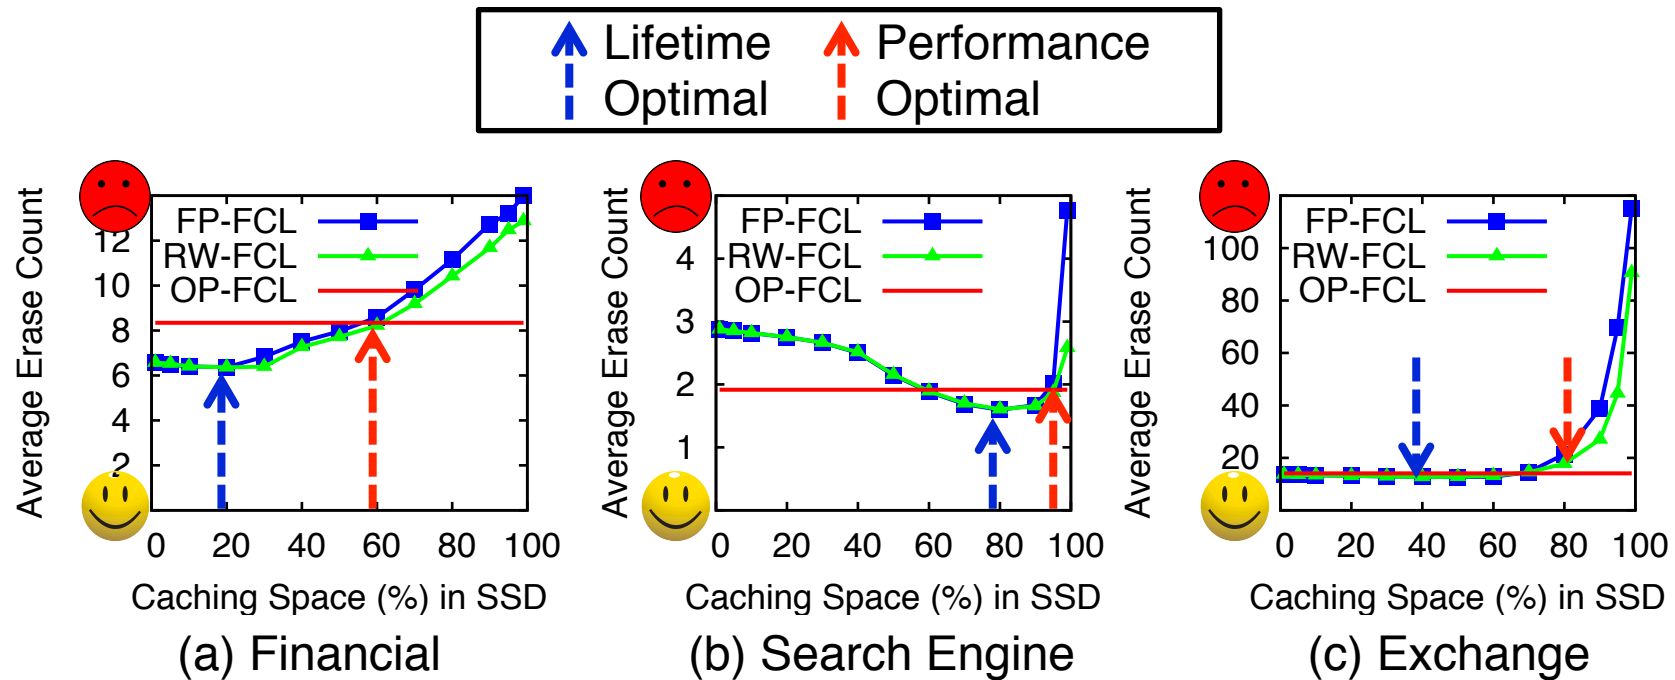 Lifetime Optimal
Performance Optimal
Average Erase Count
FP-FCL
RW-FCL
OP-FCL
12
10
8
6
4
2
0 20 40 60 80 100
Caching Space (%) in SSD
(a) Financial
Average Erase Count
FP-FCL
RW-FCL
OP-FCL
4
3
2
1
0 20 40 60 80 100
Caching Space (%) in SSD
(b) Search Engine
Average Erase Count
FP-FCL
RW-FCL
OP-FCL
100
80
60
40
20
0 20 40 60 80 100
Caching Space (%) in SSD
(c) Exchange